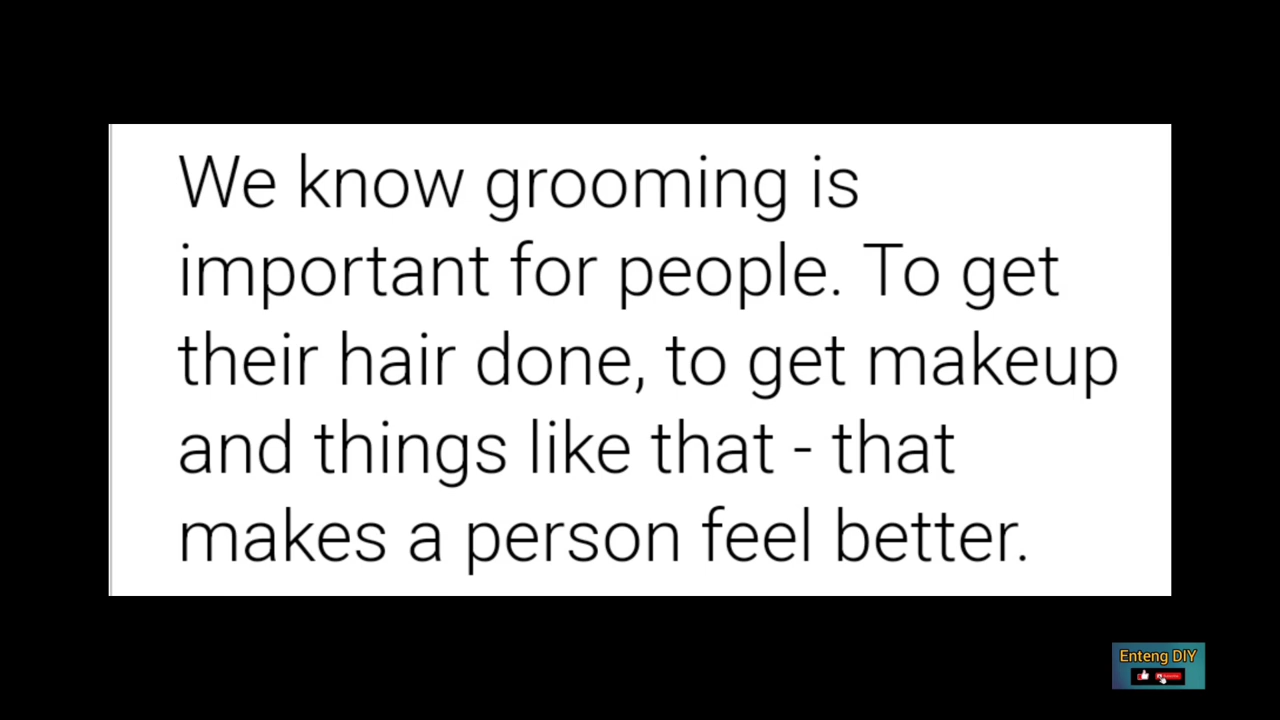 We know grooming is
important for people. To get
their hair done, to get makeup
and things like that - that
makes a person feel better.
Enteng DIY